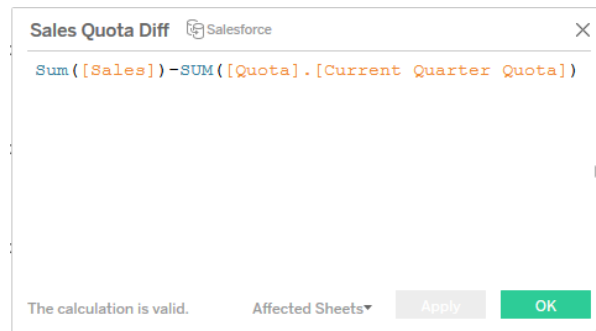 Sales Quota Diff Salesforce
Sum([Sales])-SUM([Quota].[Current Quarter Quota])
The calculation is valid. Affected Sheets Apply OK